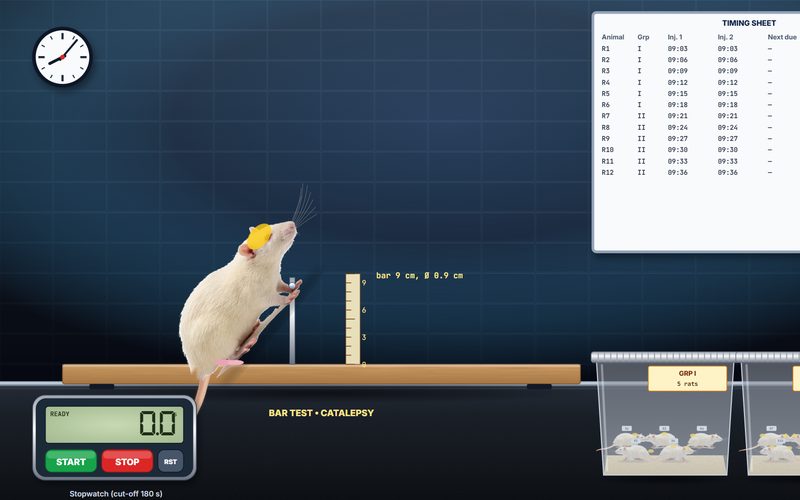 TIMING SHEET
Animal Grp Inj. 1 Inj. 2 Next due
R1 I 09:03 09:03 —
R2 I 09:06 09:06 —
R3 I 09:09 09:09 —
R4 I 09:12 09:12 —
R5 I 09:15 09:15 —
R6 I 09:18 09:18 —
R7 II 09:21 09:21 —
R8 II 09:24 09:24 —
R9 II 09:27 09:27 —
R10 II 09:30 09:30 —
R11 II 09:33 09:33 —
R12 II 09:36 09:36 —
bar 9 cm, Ø 0.9 cm
9
6
3
0
GRP I
5 rats
BAR TEST • CATALEPSY
READY
0.0
START STOP RST
Stopwatch (cut-off 180 s)